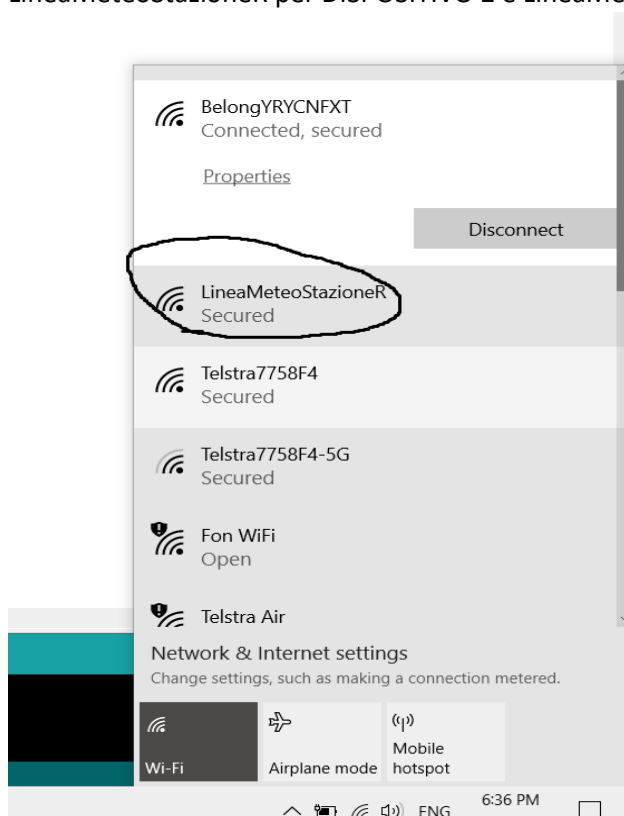 BelongYRYCNFXT
Connected, secured
Properties
Disconnect
LineaMeteoStazioneR
Secured
Telstra7758F4
Secured
Telstra7758F4-5G
Secured
Fon WiFi
Open
Telstra Air
Network & Internet settings
Change settings, such as making a connection metered.
Wi-Fi
Airplane mode
Mobile
hotspot
ENG
6:36 PM